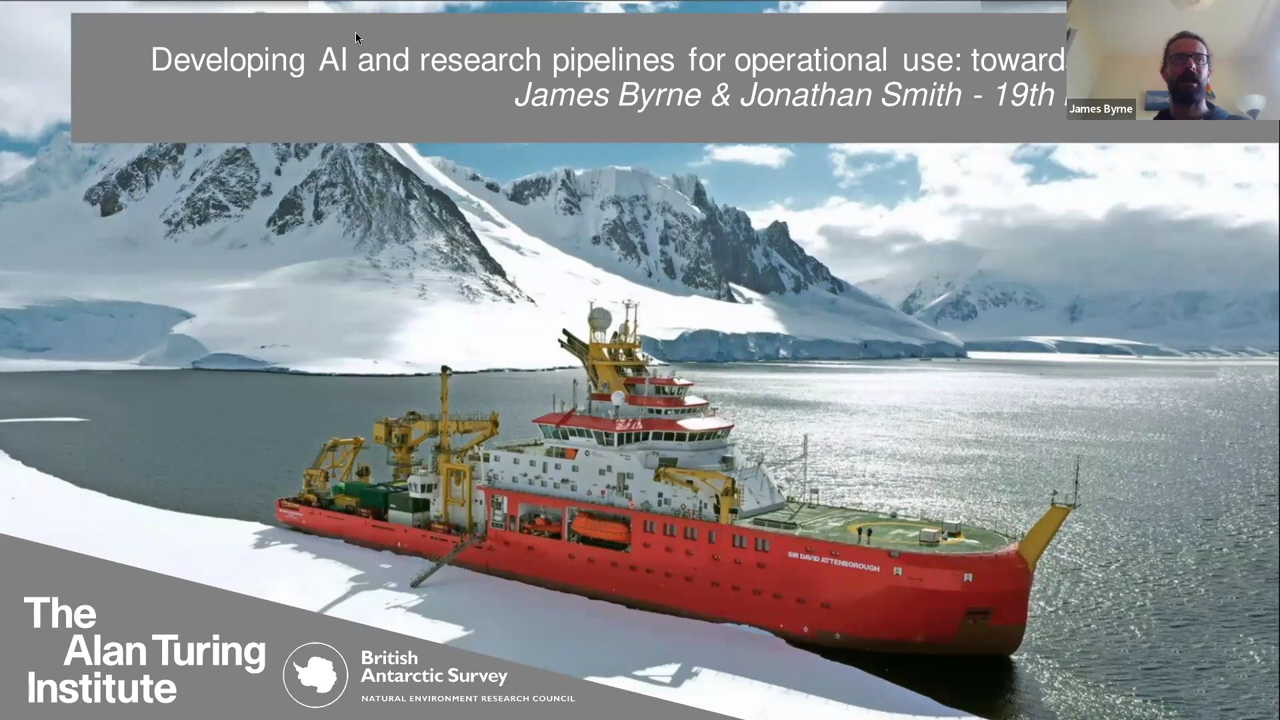 Developing AI and research pipelines for operational use: toward
James Byrne & Jonathan Smith - 19th
James Byrne
SIR DAVID ATTENBOROUGH
The
Alan Turing
Institute
British
Antarctic Survey
NATURAL ENVIRONMENT RESEARCH COUNCIL